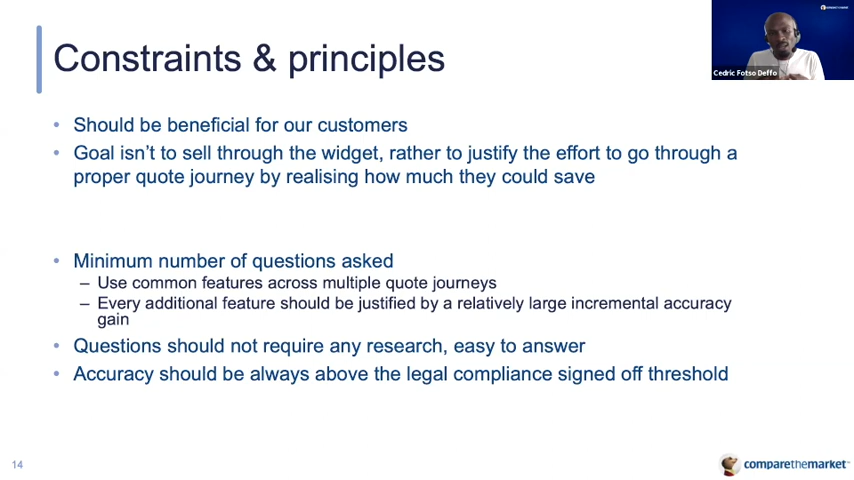 Constraints & principles
Cedric Fotso Deffo
• Should be beneficial for our customers
• Goal isn't to sell through the widget, rather to justify the effort to go through a
proper quote journey by realising how much they could save
• Minimum number of questions asked
– Use common features across multiple quote journeys
– Every additional feature should be justified by a relatively large incremental accuracy
gain
• Questions should not require any research, easy to answer
• Accuracy should be always above the legal compliance signed off threshold
14
comparethemarket